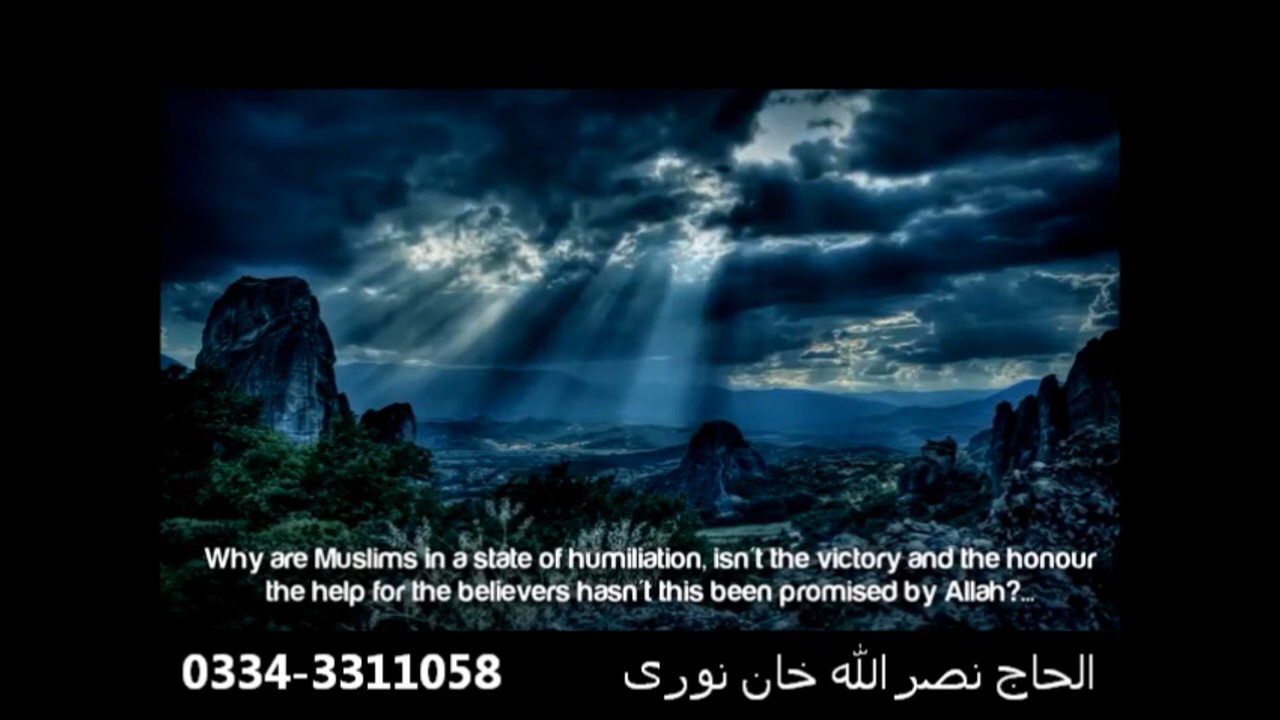 Why are Muslims in a state of humiliation, isn't the victory and the honour
the help for the believers hasn't this been promised by Allah?...
0334-3311058 الحاج نصر الله خان نوری